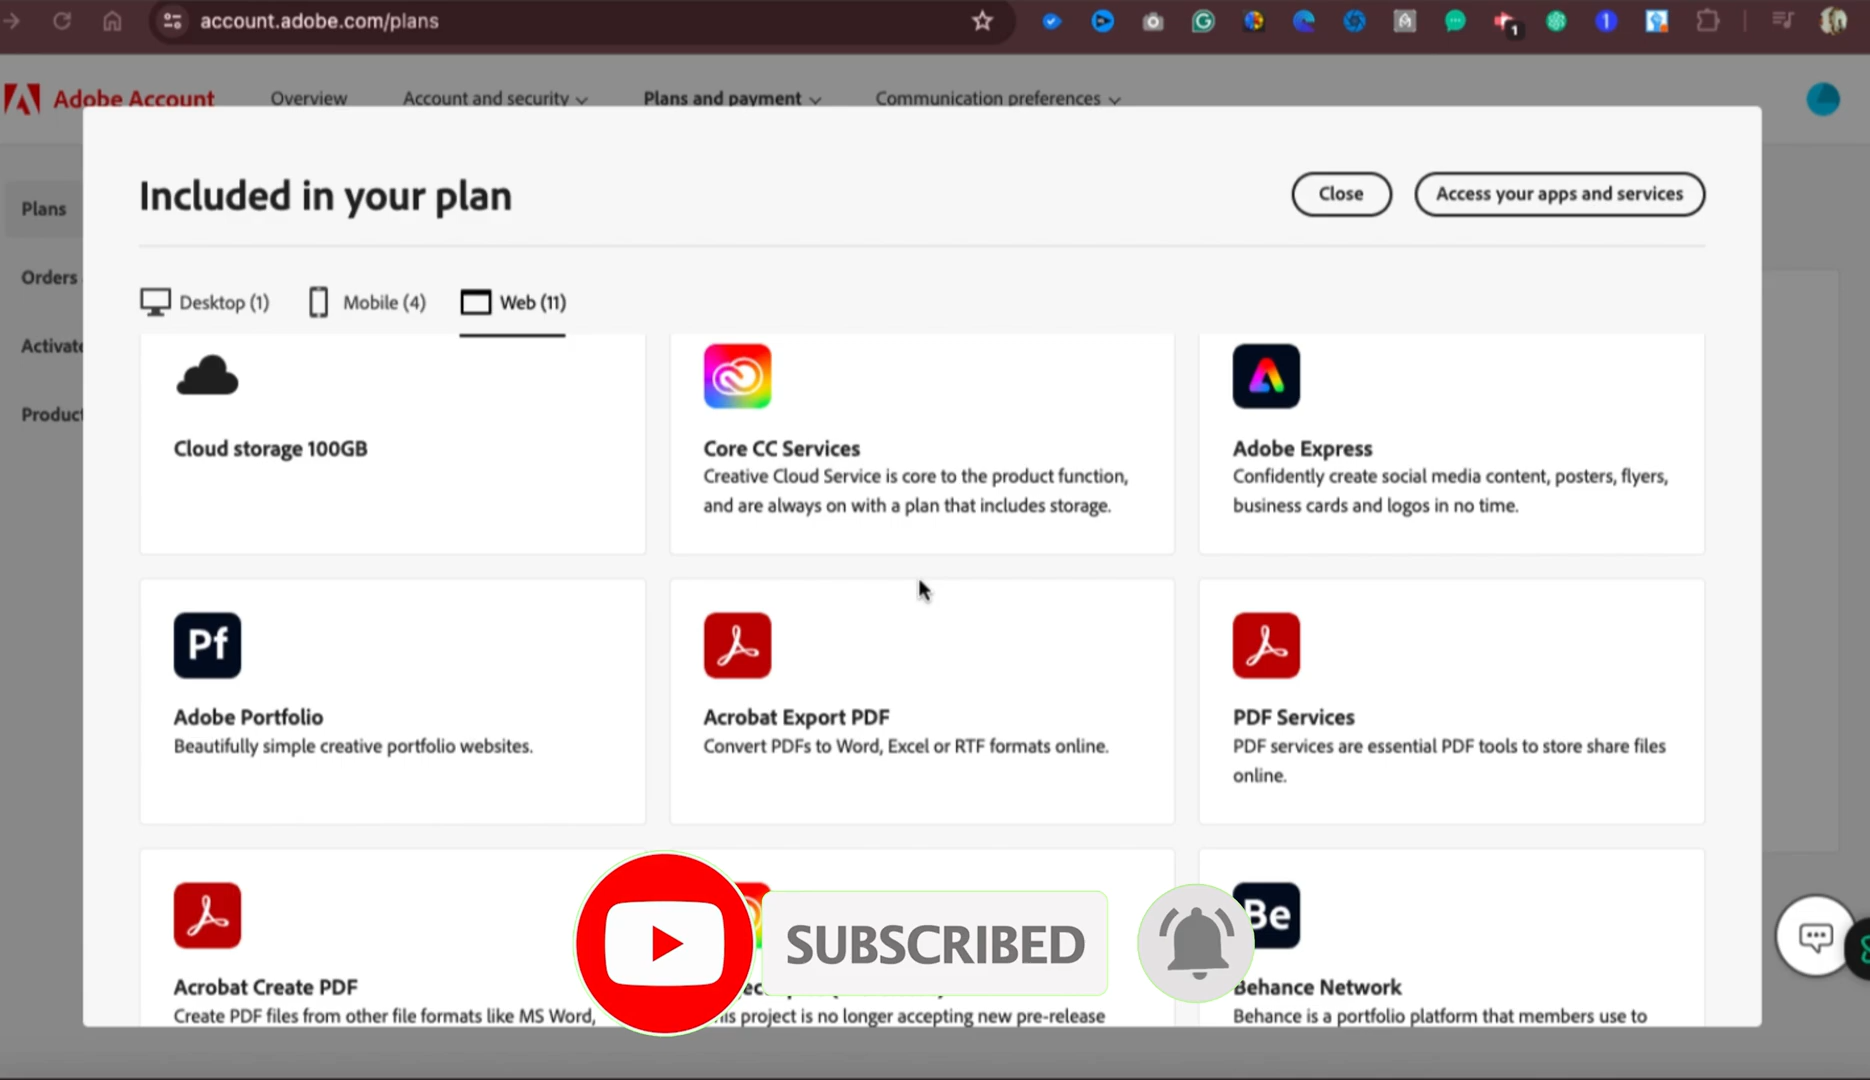 account.adobe.com/plans
1
1
Adobe Account
Overview
Account and security
Plans and payment
Communication preferences
Plans
Orders
Activate
Product
Included in your plan
Close
Access your apps and services
Desktop (1)
Mobile (4)
Web (11)
Cloud storage 100GB
Core CC Services
Creative Cloud Service is core to the product function,
and are always on with a plan that includes storage.
Adobe Express
Confidently create social media content, posters, flyers,
business cards and logos in no time.
Pf
Adobe Portfolio
Beautifully simple creative portfolio websites.
Acrobat Export PDF
Convert PDFs to Word, Excel or RTF formats online.
PDF Services
PDF services are essential PDF tools to store share files
online.
Acrobat Create PDF
Create PDF files from other file formats like MS Word,
SUBSCRIBED
project is no longer accepting new pre-release
Be
Behance Network
Behance is a portfolio platform that members use to